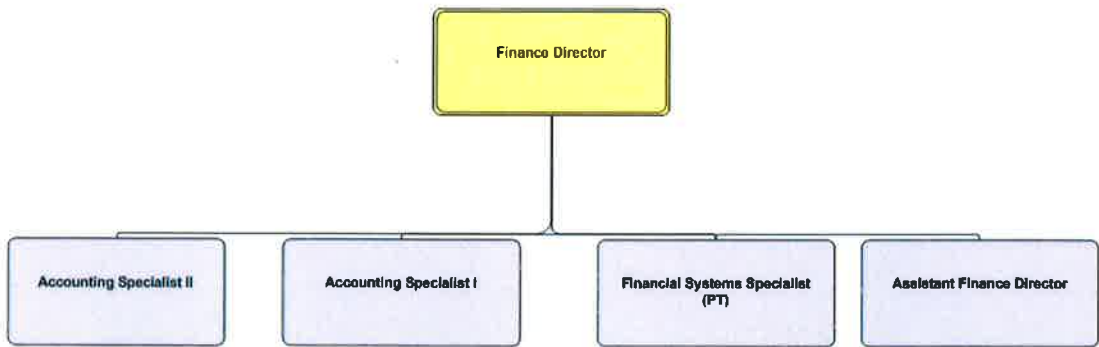 Finance Director
Accounting Specialist II
Accounting Specialist I
Financial Systems Specialist
(PT)
Assistant Finance Director